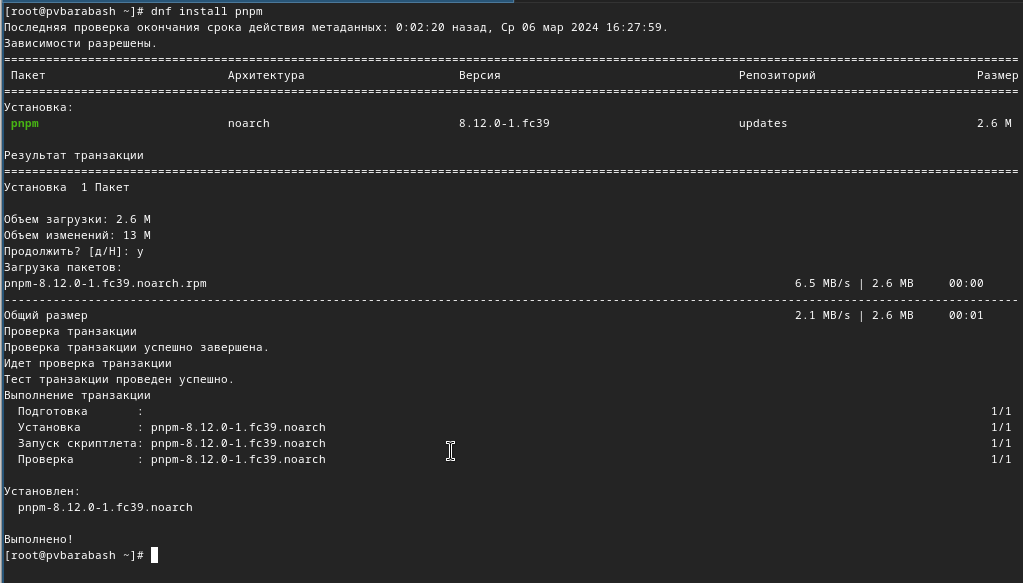 [root@pvbarabash ~]# dnf install pnpm
Последняя проверка окончания срока действия метаданных: 0:02:20 назад, Ср 06 мар 2024 16:27:59.
Зависимости разрешены.
Пакет Архитектура Версия Репозиторий Размер
Установка:
pnpm noarch 8.12.0-1.fc39 updates 2.6 M
Результат транзакции
Установка 1 Пакет
Объем загрузки: 2.6 M
Объем изменений: 13 M
Продолжить? [д/Н]: y
Загрузка пакетов:
pnpm-8.12.0-1.fc39.noarch.rpm 6.5 MB/s | 2.6 MB 00:00
Общий размер 2.1 MB/s | 2.6 MB 00:01
Проверка транзакции
Проверка транзакции успешно завершена.
Идет проверка транзакции
Тест транзакции проведен успешно.
Выполнение транзакции
Подготовка : 1/1
Установка : pnpm-8.12.0-1.fc39.noarch 1/1
Запуск скриптлета: pnpm-8.12.0-1.fc39.noarch 1/1
Проверка : pnpm-8.12.0-1.fc39.noarch 1/1
Установлен:
pnpm-8.12.0-1.fc39.noarch
Выполнено!
[root@pvbarabash ~]#